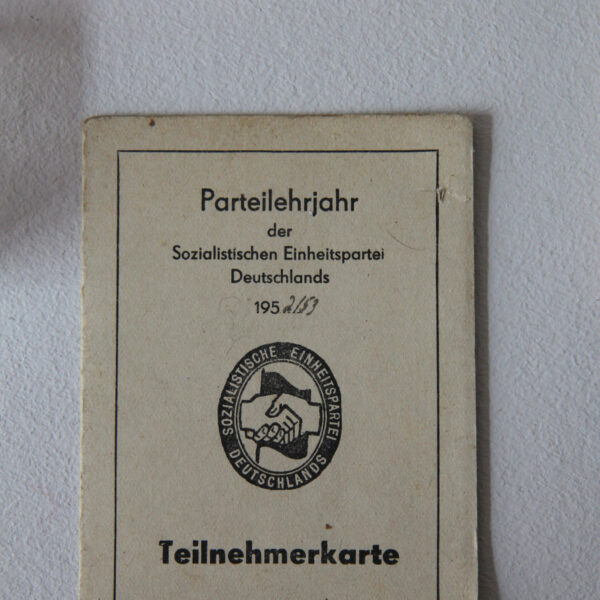 Parteilehrjahr
der
Sozialistischen Einheitspartei
Deutschlands
1952/53
SOZIALISTISCHE EINHEITSPARTEI
DEUTSCHLANDS
Teilnehmerkarte